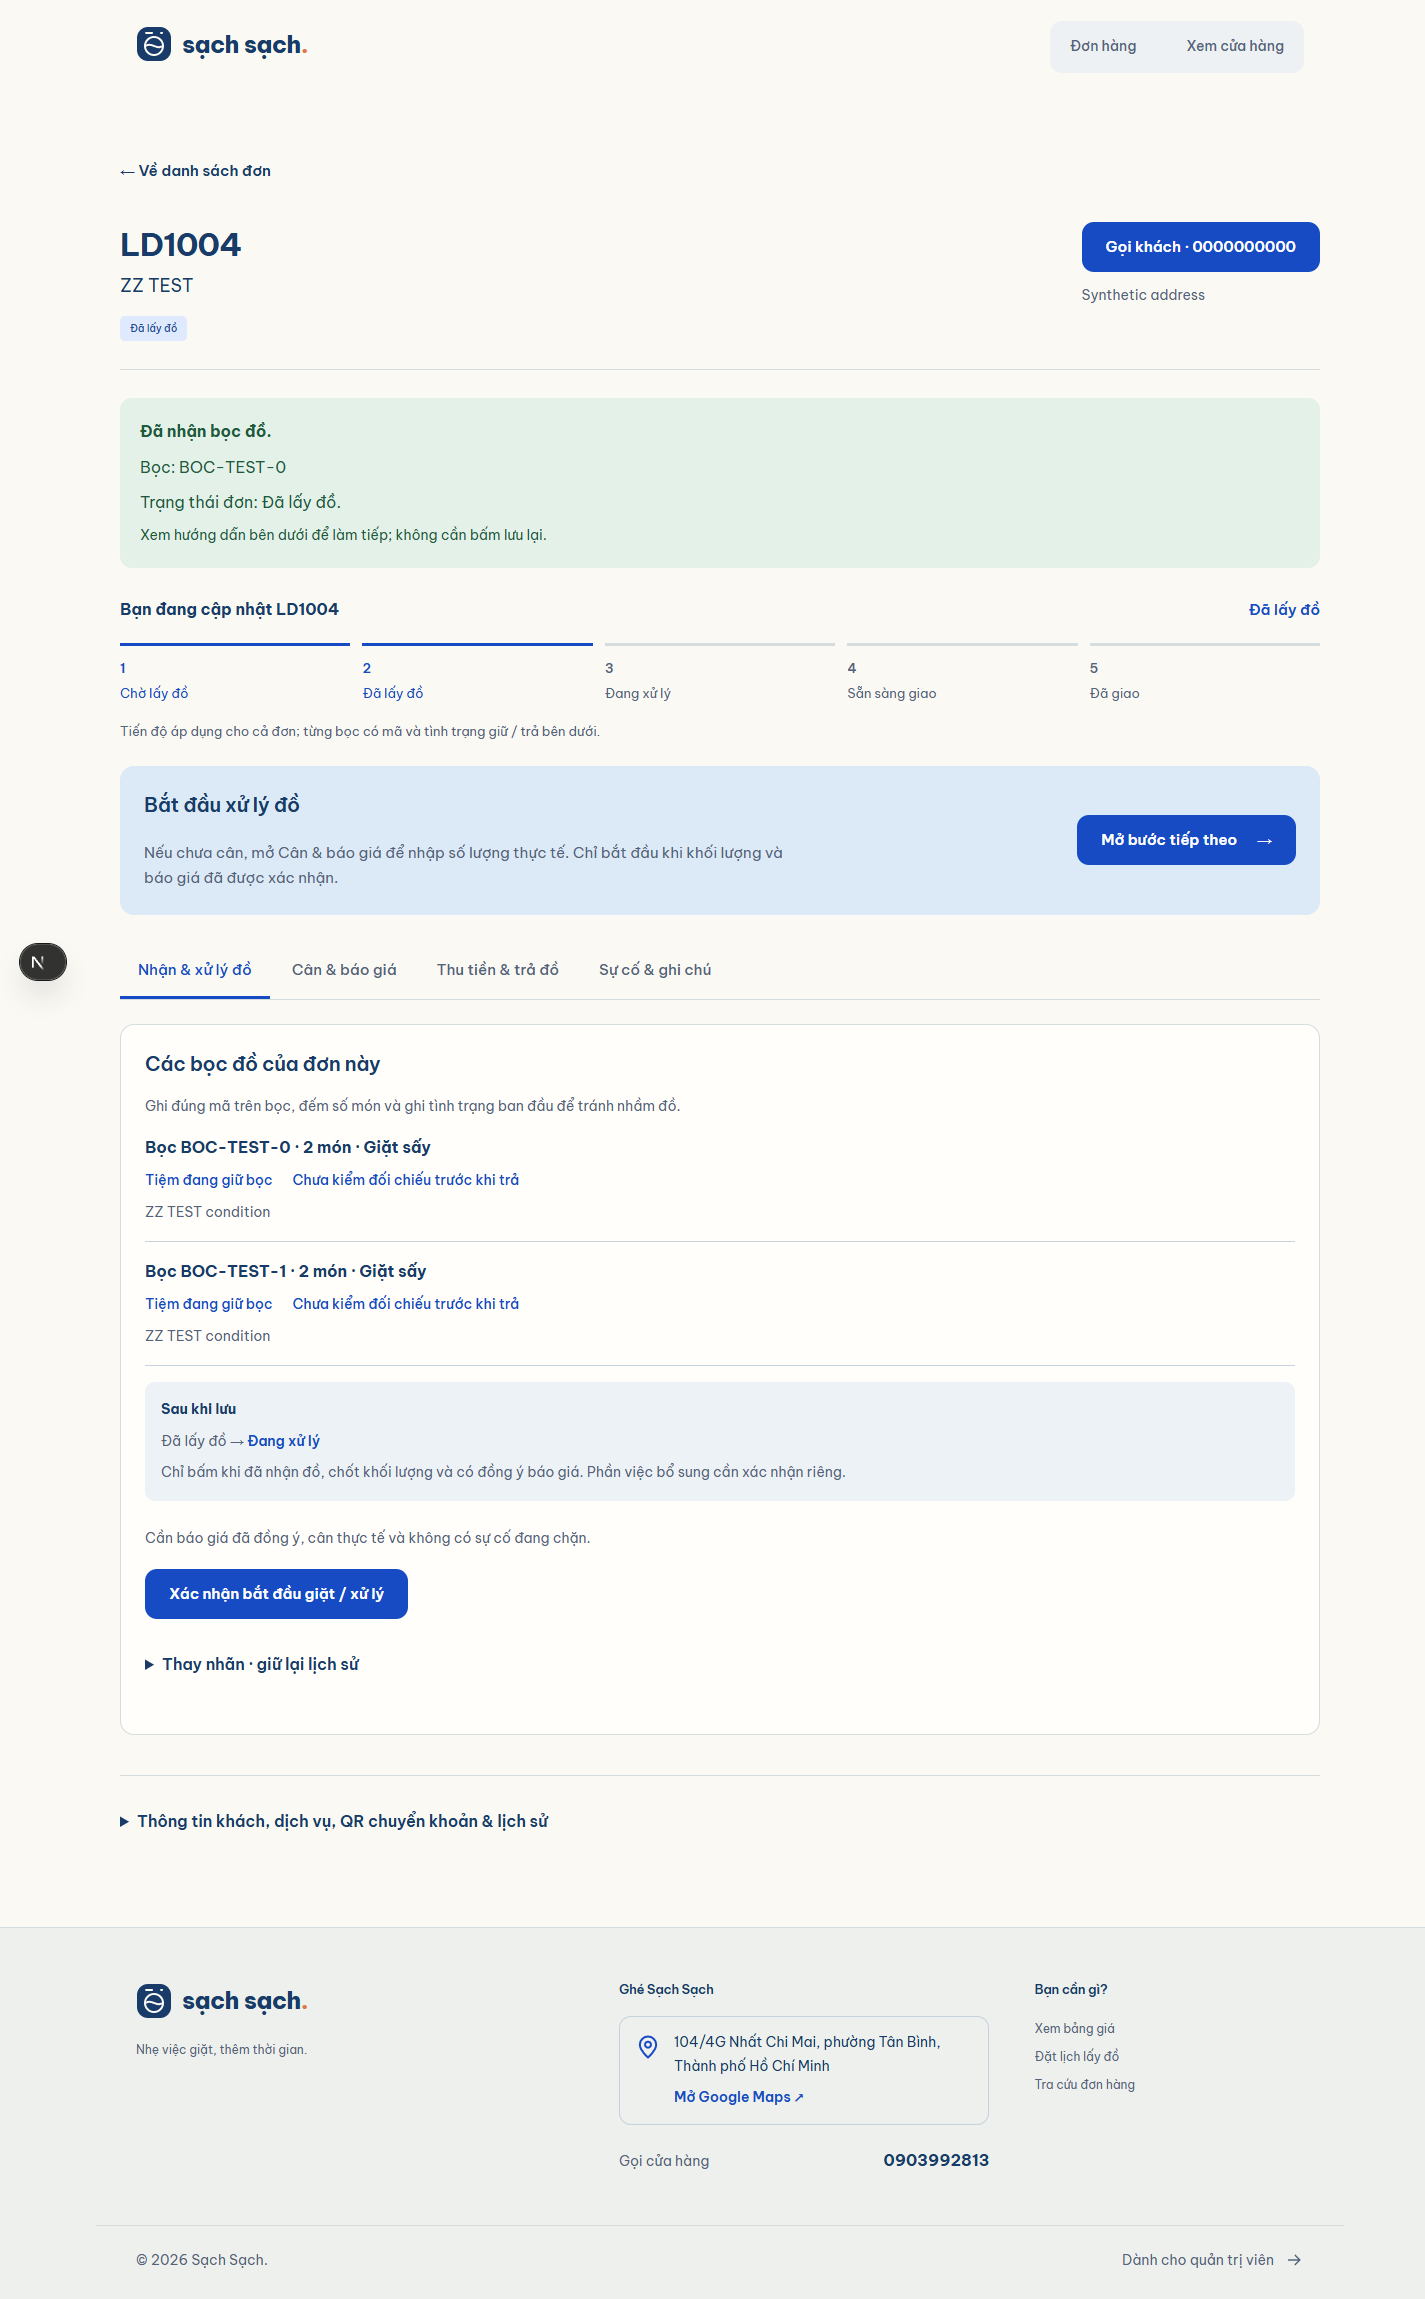 sạch sạch.
Đơn hàng
Xem cửa hàng
← Về danh sách đơn
LD1004
ZZ TEST
Đã lấy đồ
Gọi khách · 0000000000
Synthetic address
Đã nhận bọc đồ.
Bọc: BOC-TEST-0
Trạng thái đơn: Đã lấy đồ.
Xem hướng dẫn bên dưới để làm tiếp; không cần bấm lưu lại.
Bạn đang cập nhật LD1004
Đã lấy đồ
1
Chờ lấy đồ
2
Đã lấy đồ
3
Đang xử lý
4
Sẵn sàng giao
5
Đã giao
Tiến độ áp dụng cho cả đơn; từng bọc có mã và tình trạng giữ / trả bên dưới.
Bắt đầu xử lý đồ
Nếu chưa cân, mở Cân & báo giá để nhập số lượng thực tế. Chỉ bắt đầu khi khối lượng và
báo giá đã được xác nhận.
Mở bước tiếp theo →
N
Nhận & xử lý đồ
Cân & báo giá
Thu tiền & trả đồ
Sự cố & ghi chú
Các bọc đồ của đơn này
Ghi đúng mã trên bọc, đếm số món và ghi tình trạng ban đầu để tránh nhầm đồ.
Bọc BOC-TEST-0 · 2 món · Giặt sấy
Tiệm đang giữ bọc
Chưa kiểm đối chiếu trước khi trả
ZZ TEST condition
Bọc BOC-TEST-1 · 2 món · Giặt sấy
Tiệm đang giữ bọc
Chưa kiểm đối chiếu trước khi trả
ZZ TEST condition
Sau khi lưu
Đã lấy đồ → Đang xử lý
Chỉ bấm khi đã nhận đồ, chốt khối lượng và có đồng ý báo giá. Phần việc bổ sung cần xác nhận riêng.
Cần báo giá đã đồng ý, cân thực tế và không có sự cố đang chặn.
Xác nhận bắt đầu giặt / xử lý
Thay nhãn · giữ lại lịch sử
Thông tin khách, dịch vụ, QR chuyển khoản & lịch sử
sạch sạch.
Nhẹ việc giặt, thêm thời gian.
Ghé Sạch Sạch
104/4G Nhất Chi Mai, phường Tân Bình,
Thành phố Hồ Chí Minh
Mở Google Maps ↗
Gọi cửa hàng
0903992813
Bạn cần gì?
Xem bảng giá
Đặt lịch lấy đồ
Tra cứu đơn hàng
© 2026 Sạch Sạch.
Dành cho quản trị viên →